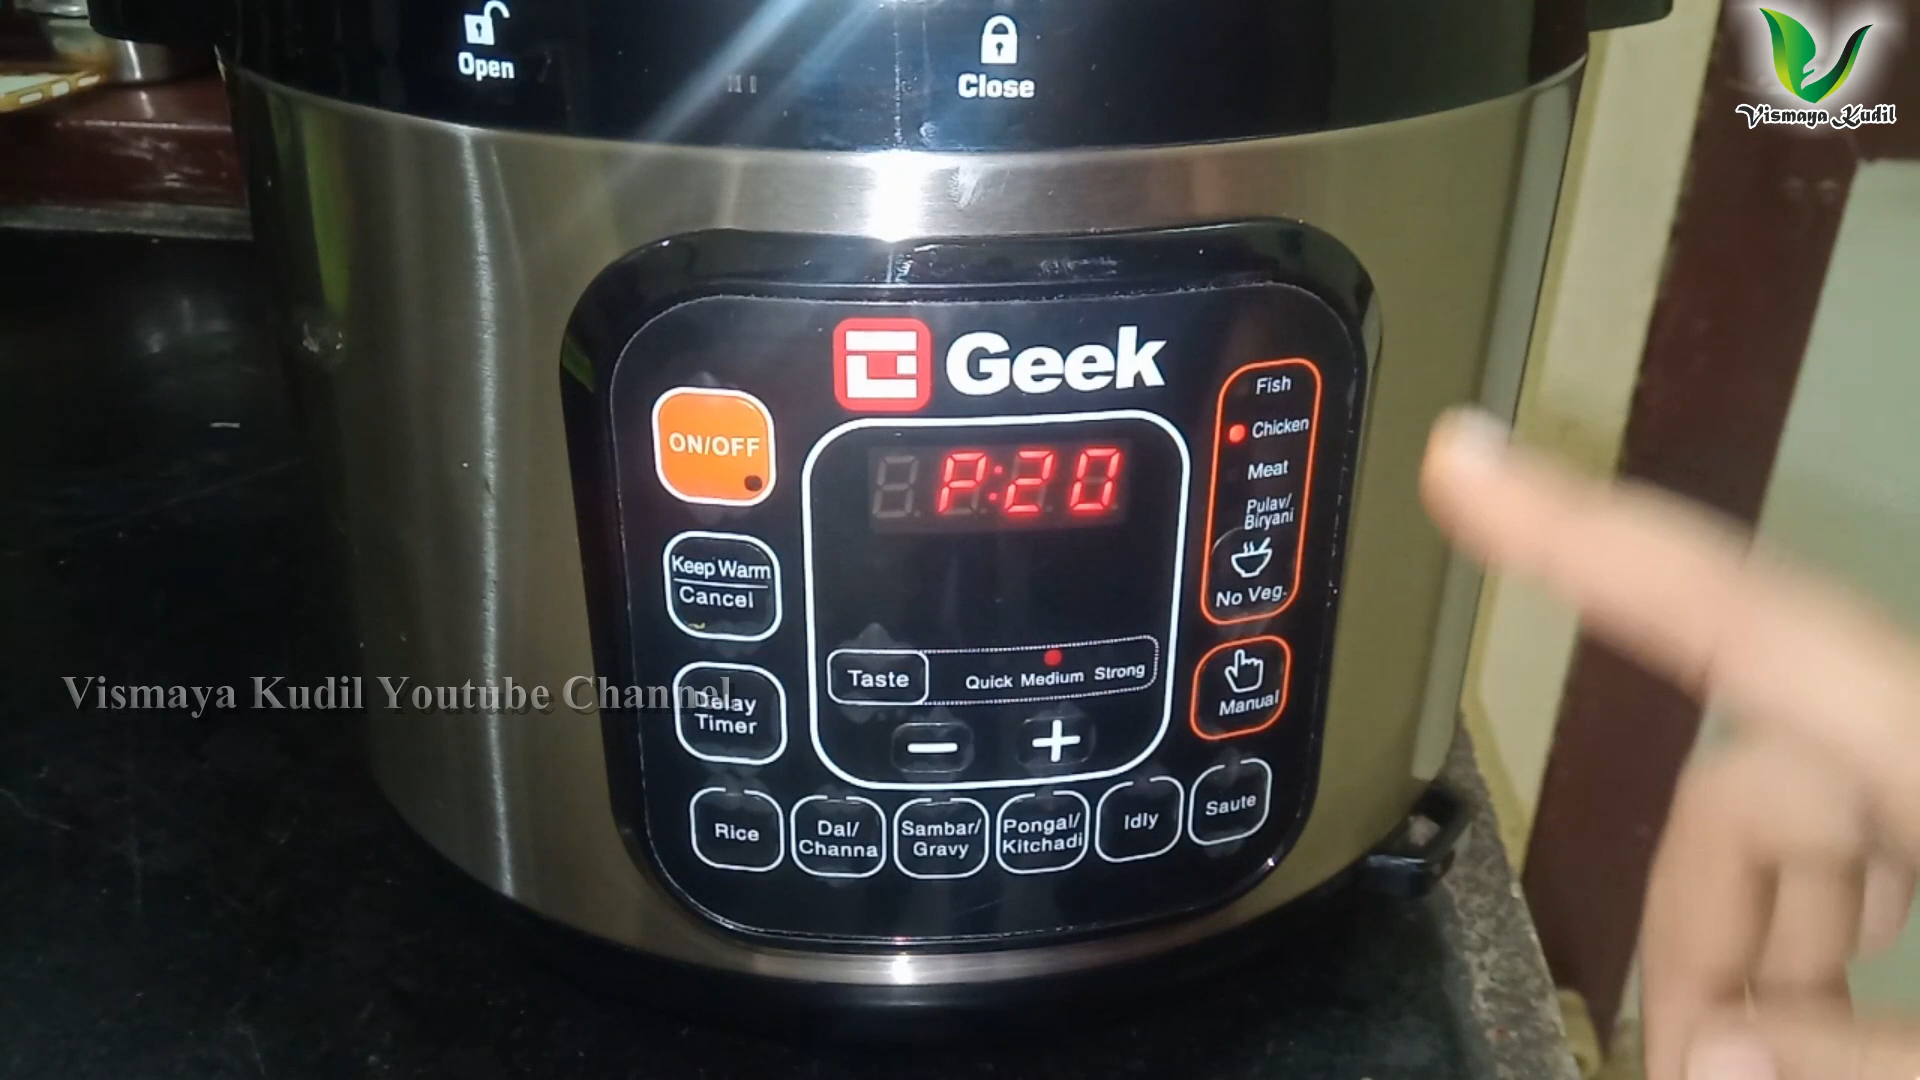 Open
Close
Vismaya Kudil
Geek
ON/OFF
P:20
Fish
Chicken
Meat
Pulav/
Biryani
No Veg.
Keep Warm
Cancel
Delay
Timer
Taste
Quick Medium Strong
− +
Manual
Vismaya Kudil Youtube Channel
Rice
Dal/
Channa
Sambar/
Gravy
Pongal/
Kitchadi
Idly
Saute